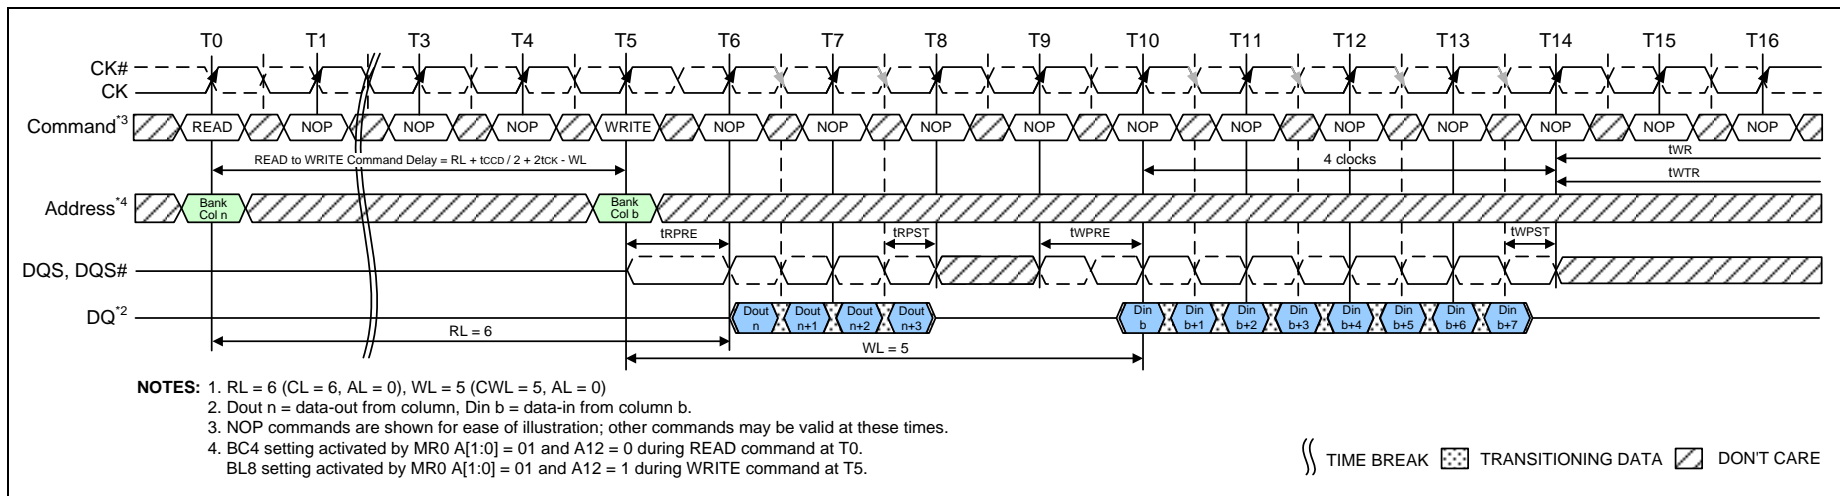 T0 T1 T3 T4 T5 T6 T7 T8 T9 T10 T11 T12 T13 T14 T15 T16
CK#
CK
Command*3 READ NOP NOP NOP WRITE NOP NOP NOP NOP NOP NOP NOP NOP NOP NOP NOP
READ to WRITE Command Delay = RL + tCCD / 2 + 2tCK - WL
4 clocks
tWR
tWTR
Address*4
Bank
Col n
Bank
Col b
tRPRE tRPST tWPRE tWPST
DQS, DQS#
DQ*2
Dout
n
Dout
n+1
Dout
n+2
Dout
n+3
Din
b
Din
b+1
Din
b+2
Din
b+3
Din
b+4
Din
b+5
Din
b+6
Din
b+7
RL = 6
WL = 5
NOTES: 1. RL = 6 (CL = 6, AL = 0), WL = 5 (CWL = 5, AL = 0)
2. Dout n = data-out from column, Din b = data-in from column b.
3. NOP commands are shown for ease of illustration; other commands may be valid at these times.
4. BC4 setting activated by MR0 A[1:0] = 01 and A12 = 0 during READ command at T0.
BL8 setting activated by MR0 A[1:0] = 01 and A12 = 1 during WRITE command at T5.
TIME BREAK TRANSITIONING DATA DON'T CARE